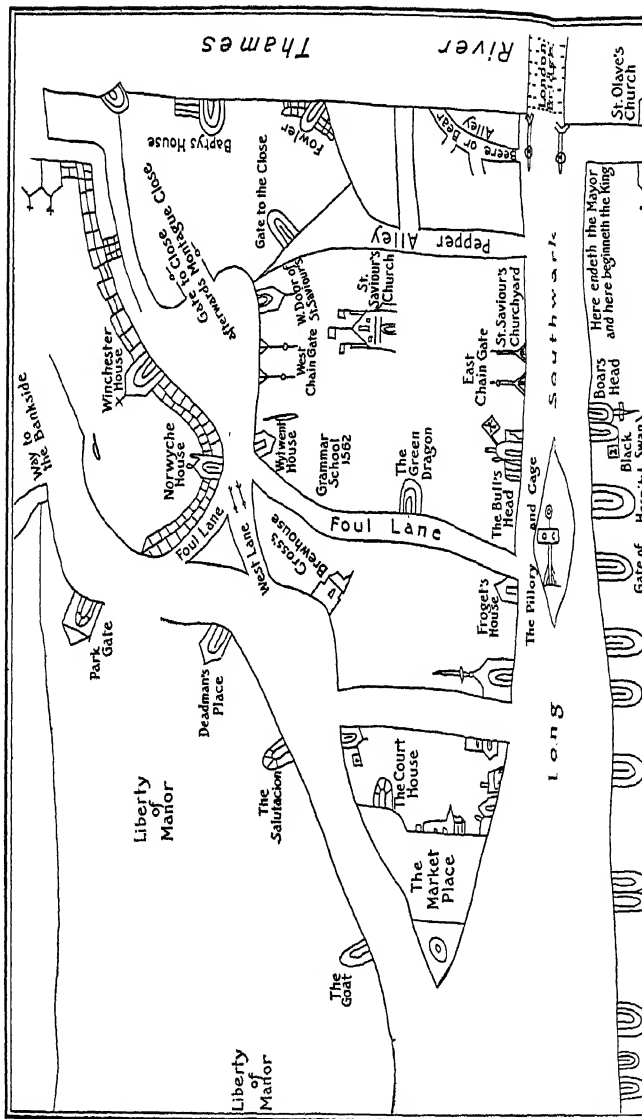 River Thames
London
Bridge
St. Olave's
Church
Baptys House
Fowler
Beere or Bear
Alley
Gate to the Close
Gate to Close
afterwards Montague Close
Pepper Alley
W. Door of
St. Saviour's
St.
Saviour's
Church
West
Chain Gate
East
Chain Gate
St. Saviour's
Churchyard
Here endeth the Mayor
and here beginneth the King
Winchester
House
Way to
the Bankside
Norwyche
House
Foul Lane
West Lane
House
Grammar
School
1562
The
Green
Dragon
Foul Lane
Cross's
Brewhouse
The Bull's
Head
Froget's
House
The Pillory and Cage
Boars
Head
Black
Swan
Gate of
Long Southwark
Park
Gate
Deadman's
Place
The
Salutacion
Liberty
of
Manor
The Court
House
The
Market
Place
The
Goat
Liberty
of
Manor